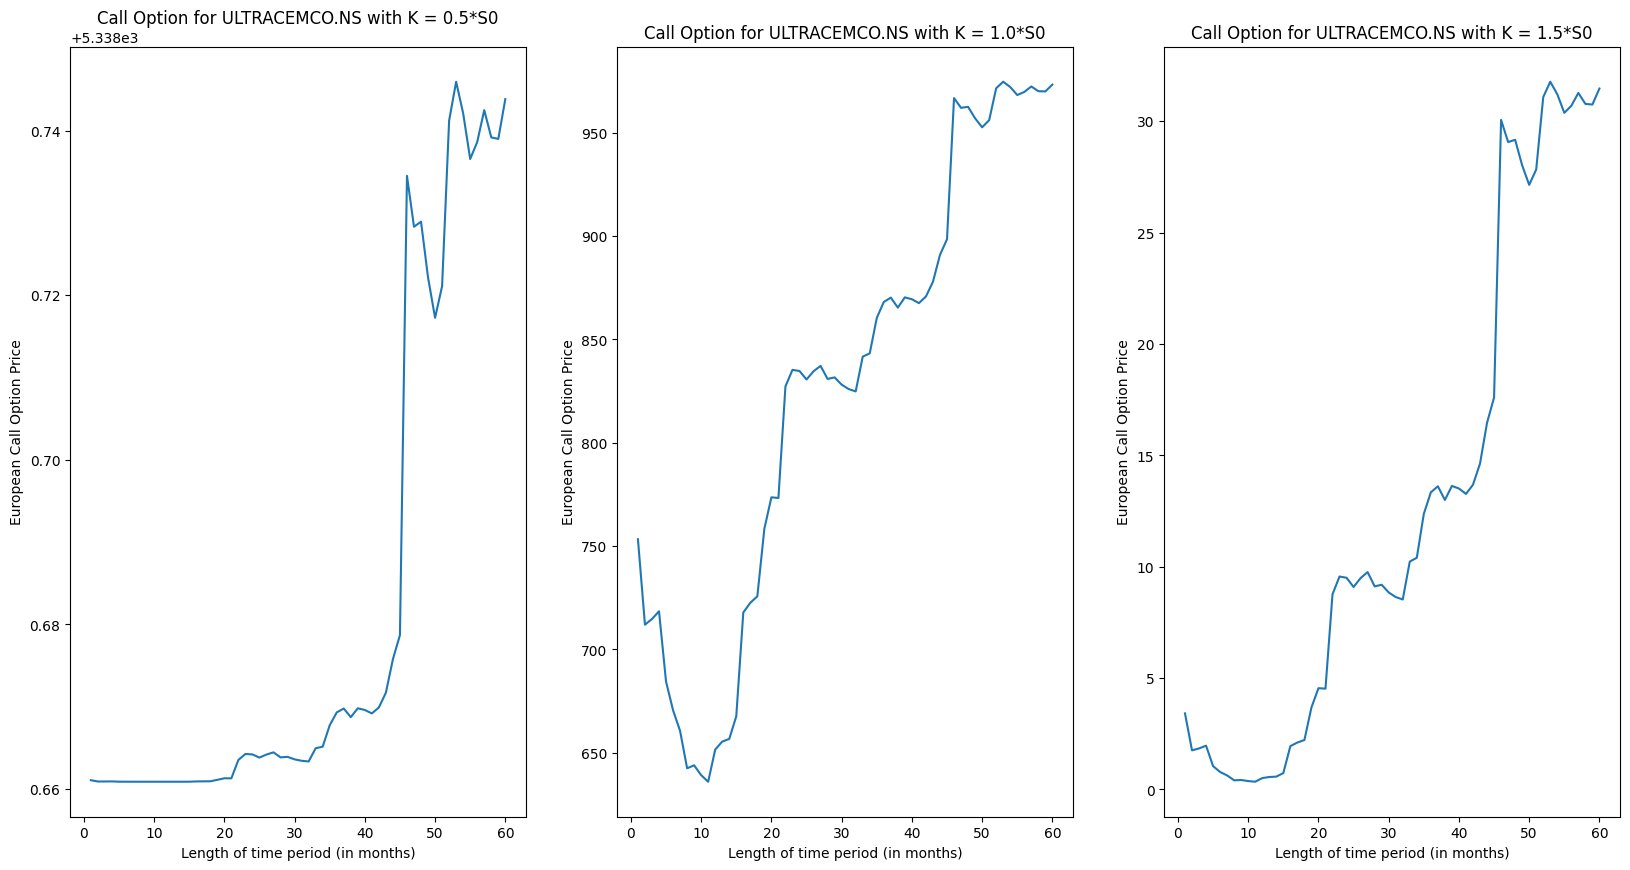 Call Option for ULTRACEMCO.NS with K = 0.5*S0
+5.338e3
0.74
0.72
0.70
0.68
0.66
0 10 20 30 40 50 60
European Call Option Price
Length of time period (in months)
Call Option for ULTRACEMCO.NS with K = 1.0*S0
950
900
850
800
750
700
650
0 10 20 30 40 50 60
European Call Option Price
Length of time period (in months)
Call Option for ULTRACEMCO.NS with K = 1.5*S0
30
25
20
15
10
5
0
0 10 20 30 40 50 60
European Call Option Price
Length of time period (in months)